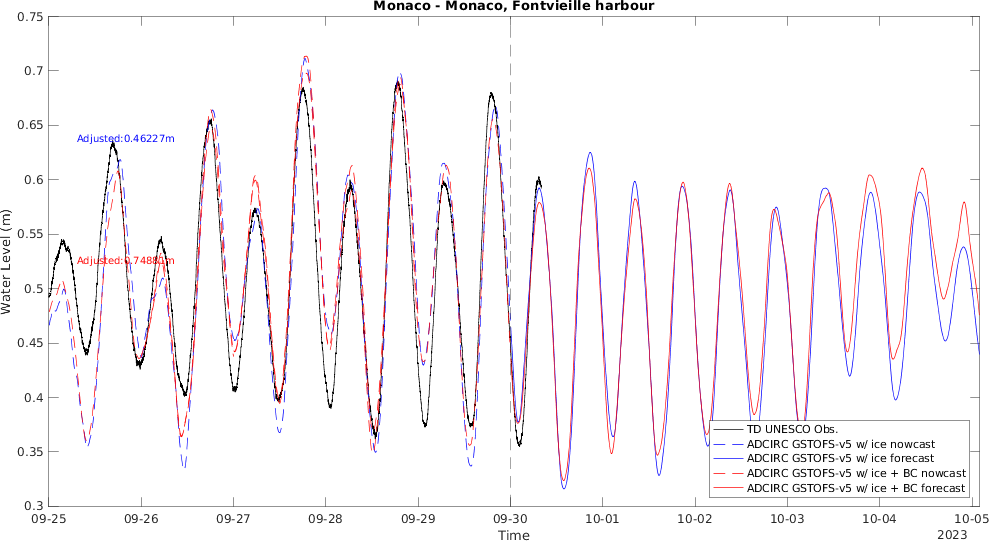 Monaco - Monaco, Fontvieille harbour
0.75
0.7
0.65
0.6
0.55
0.5
0.45
0.4
0.35
0.3
Water Level (m)
Adjusted:0.46227m
09-25
09-26
09-27
09-28
09-29
09-30
10-01
10-02
10-03
10-04
10-05
Time
2023
TD UNESCO Obs.
ADCIRC GSTOFS-v5 w/ ice nowcast
ADCIRC GSTOFS-v5 w/ ice forecast
ADCIRC GSTOFS-v5 w/ ice + BC nowcast
ADCIRC GSTOFS-v5 w/ ice + BC forecast